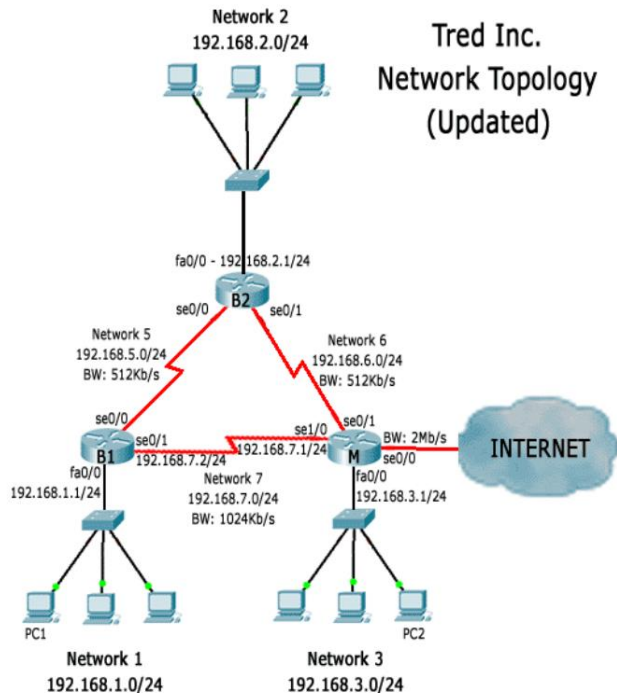 Network 2
192.168.2.0/24
Tred Inc.
Network Topology
(Updated)
fa0/0 - 192.168.2.1/24
B2
se0/0
se0/1
Network 5
192.168.5.0/24
BW: 512Kb/s
Network 6
192.168.6.0/24
BW: 512Kb/s
se0/0
se0/1
B1
192.168.7.2/24
fa0/0
192.168.1.1/24
se1/0
192.168.7.1/24
se0/1
M
BW: 2Mb/s
se0/0
fa0/0
192.168.3.1/24
INTERNET
Network 7
192.168.7.0/24
BW: 1024Kb/s
PC1
PC2
Network 1
192.168.1.0/24
Network 3
192.168.3.0/24